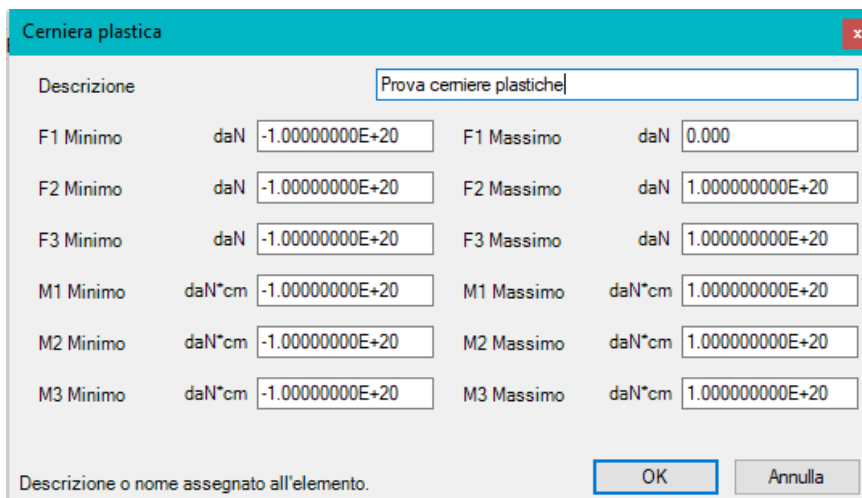 Cerniera plastica x
Descrizione Prova cerniere plastiche
F1 Minimo daN -1.00000000E+20 F1 Massimo daN 0.000
F2 Minimo daN -1.00000000E+20 F2 Massimo daN 1.000000000E+20
F3 Minimo daN -1.00000000E+20 F3 Massimo daN 1.000000000E+20
M1 Minimo daN*cm -1.00000000E+20 M1 Massimo daN*cm 1.000000000E+20
M2 Minimo daN*cm -1.00000000E+20 M2 Massimo daN*cm 1.000000000E+20
M3 Minimo daN*cm -1.00000000E+20 M3 Massimo daN*cm 1.000000000E+20
Descrizione o nome assegnato all'elemento. OK Annulla